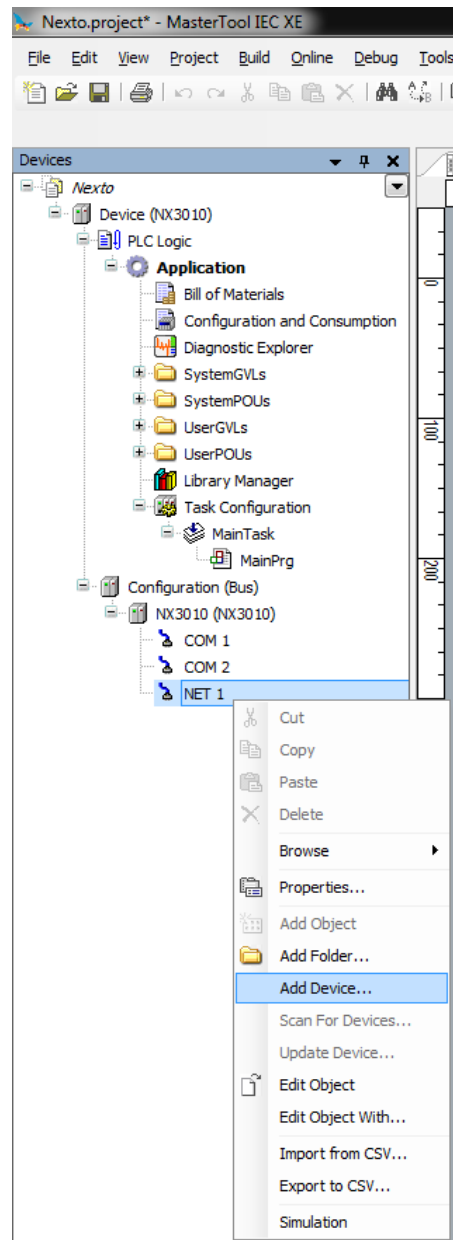 Nexto.project* - MasterTool IEC XE
File Edit View Project Build Online Debug Tools
Devices
Nexto
Device (NX3010)
PLC Logic
Application
Bill of Materials
Configuration and Consumption
Diagnostic Explorer
SystemGVLs
SystemPOUs
UserGVLs
UserPOUs
Library Manager
Task Configuration
MainTask
MainPrg
Configuration (Bus)
NX3010 (NX3010)
COM 1
COM 2
NET 1
0
100
200
Cut
Copy
Paste
Delete
Browse
Properties...
Add Object
Add Folder...
Add Device...
Scan For Devices...
Update Device...
Edit Object
Edit Object With...
Import from CSV...
Export to CSV...
Simulation